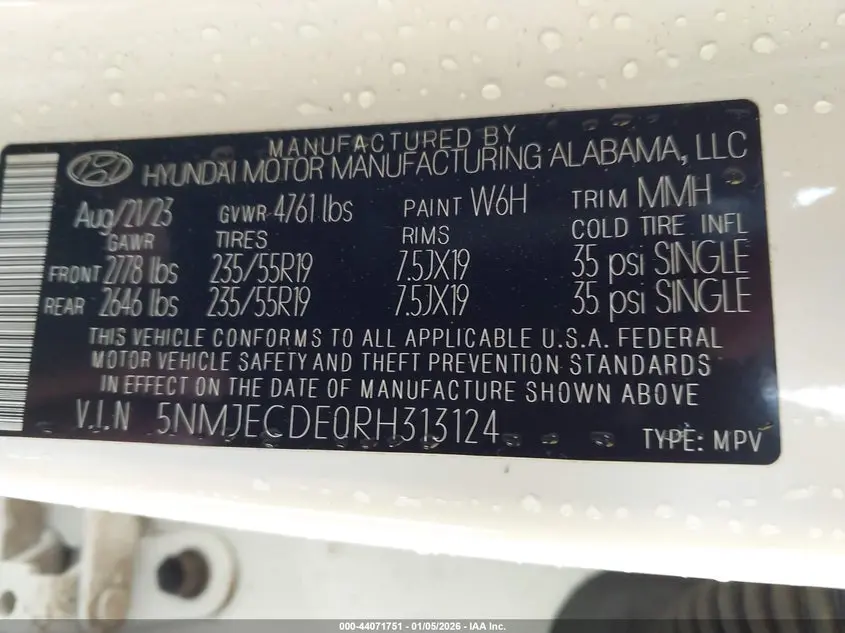 MANUFACTURED BY
HYUNDAI MOTOR MANUFACTURING ALABAMA, LLC
Aug/21/23 GVWR 4761 lbs PAINT W6H TRIM MMH
GAWR TIRES RIMS COLD TIRE INFL
FRONT 2778 lbs 235/55R19 7.5JX19 35 psi SINGLE
REAR 2646 lbs 235/55R19 7.5JX19 35 psi SINGLE
THIS VEHICLE CONFORMS TO ALL APPLICABLE U.S.A. FEDERAL
MOTOR VEHICLE SAFETY AND THEFT PREVENTION STANDARDS
IN EFFECT ON THE DATE OF MANUFACTURE SHOWN ABOVE
V.I.N 5NMJECDE0RH313124 TYPE: MPV
000-44071751 | 01/05/2026 - IAA Inc.